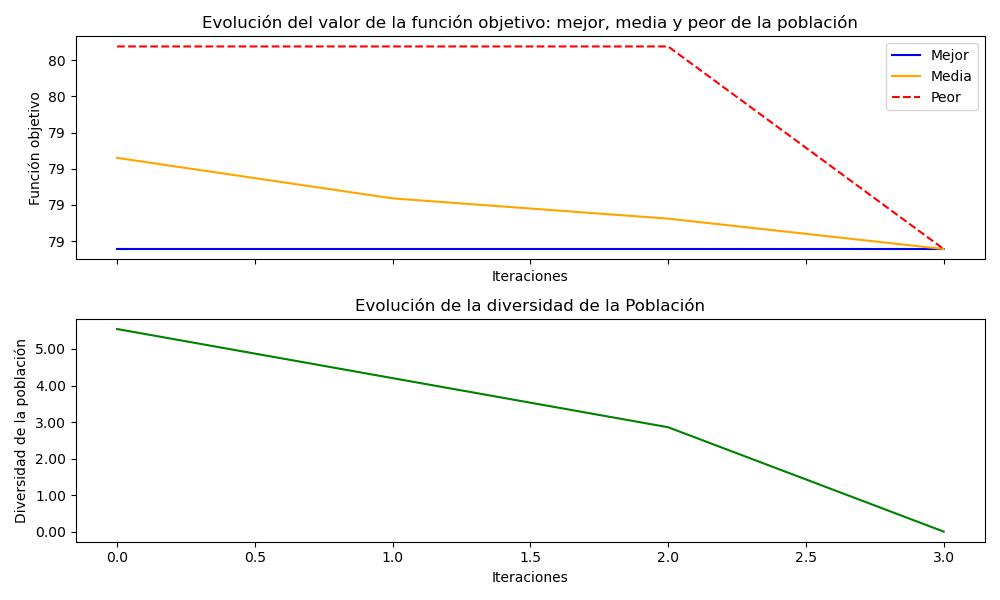 Evolución del valor de la función objetivo: mejor, media y peor de la población
80
80
79
79
79
79
Función objetivo
Mejor
Media
Peor
Iteraciones
Evolución de la diversidad de la Población
5.00
4.00
3.00
2.00
1.00
0.00
Diversidad de la población
0.0 0.5 1.0 1.5 2.0 2.5 3.0
Iteraciones